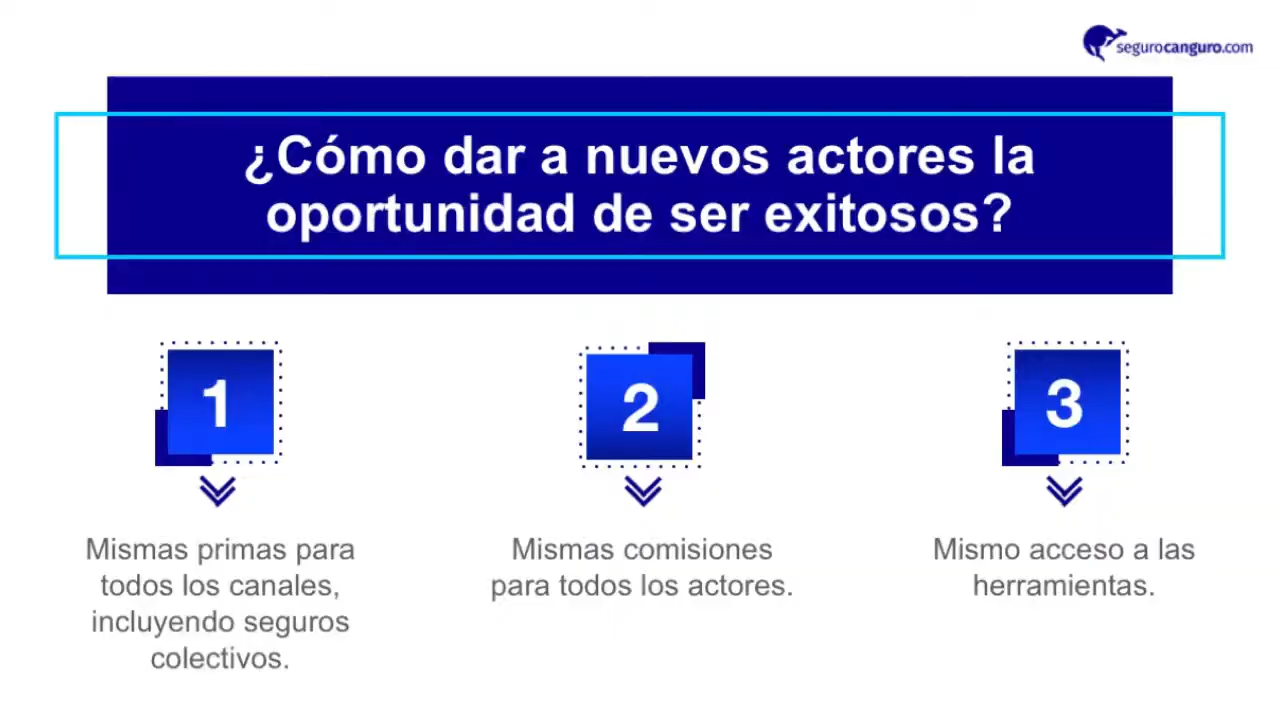 segurocanguro.com
¿Cómo dar a nuevos actores la
oportunidad de ser exitosos?
1
Mismas primas para
todos los canales,
incluyendo seguros
colectivos.
2
Mismas comisiones
para todos los actores.
3
Mismo acceso a las
herramientas.